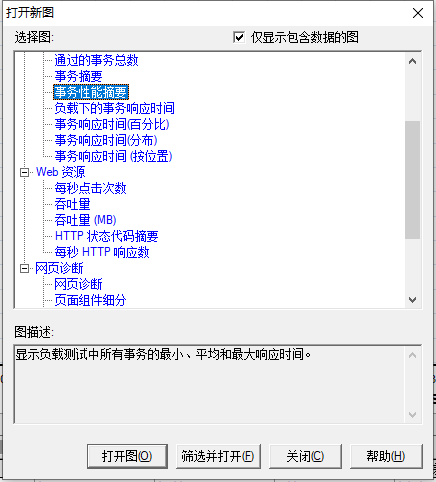 打开新图
选择图:
仅显示包含数据的图
通过的事务总数
事务摘要
事务性能摘要
负载下的事务响应时间
事务响应时间(百分比)
事务响应时间(分布)
事务响应时间 (按位置)
Web 资源
每秒点击次数
吞吐量
吞吐量 (MB)
HTTP 状态代码摘要
每秒 HTTP 响应数
网页诊断
网页诊断
页面组件细分
图描述:
显示负载测试中所有事务的最小、平均和最大响应时间。
打开图(O) 筛选并打开(F) 关闭(C) 帮助(H)